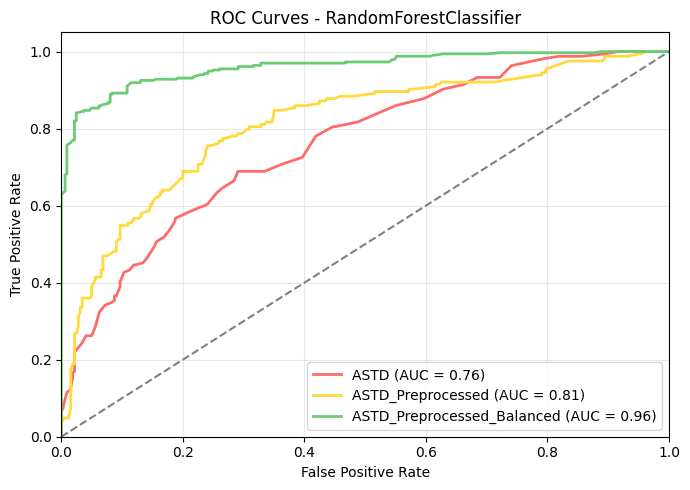 ROC Curves - RandomForestClassifier
True Positive Rate
1.0
0.8
0.6
0.4
0.2
0.0
0.0 0.2 0.4 0.6 0.8 1.0
False Positive Rate
ASTD (AUC = 0.76)
ASTD_Preprocessed (AUC = 0.81)
ASTD_Preprocessed_Balanced (AUC = 0.96)